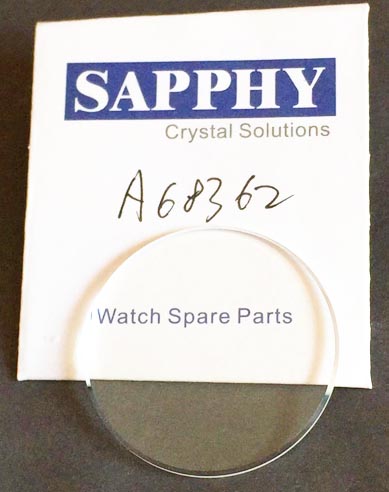 SAPPHY
Crystal Solutions
A68362
Watch Spare Parts